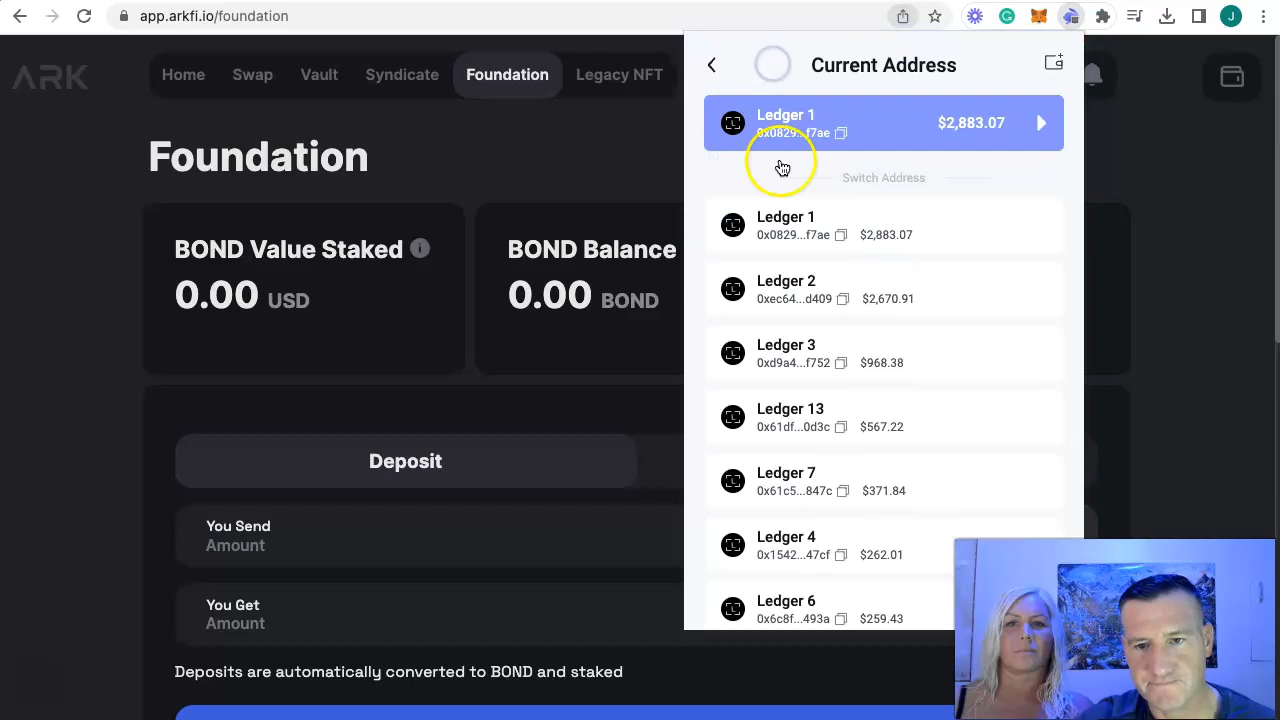 app.arkfi.io/foundation
J
ARK
Home
Swap
Vault
Syndicate
Foundation
Legacy NFT
Foundation
BOND Value Staked
0.00 USD
BOND Balance
0.00 BOND
Deposit
You Send
Amount
You Get
Amount
Deposits are automatically converted to BOND and staked
Current Address
Ledger 1
0x0829...f7ae
$2,883.07
Switch Address
Ledger 1
0x0829...f7ae $2,883.07
Ledger 2
0xec64...d409 $2,670.91
Ledger 3
0xd9a4...f752 $968.38
Ledger 13
0x61df...0d3c $567.22
Ledger 7
0x61c5...847c $371.84
Ledger 4
0x1542...47cf $262.01
Ledger 6
0x6c8f...493a $259.43